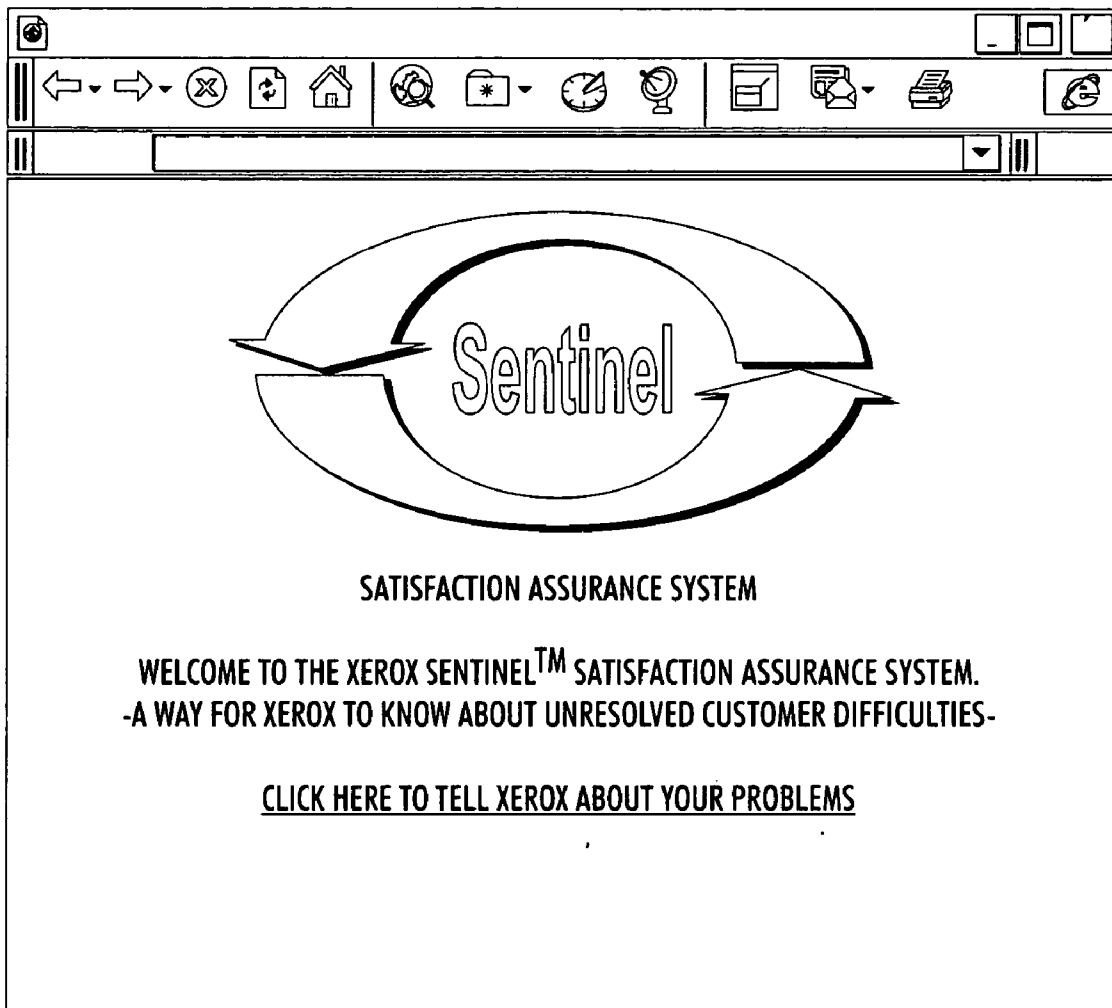 Sentinel
SATISFACTION ASSURANCE SYSTEM
WELCOME TO THE XEROX SENTINEL™ SATISFACTION ASSURANCE SYSTEM.
-A WAY FOR XEROX TO KNOW ABOUT UNRESOLVED CUSTOMER DIFFICULTIES-
CLICK HERE TO TELL XEROX ABOUT YOUR PROBLEMS